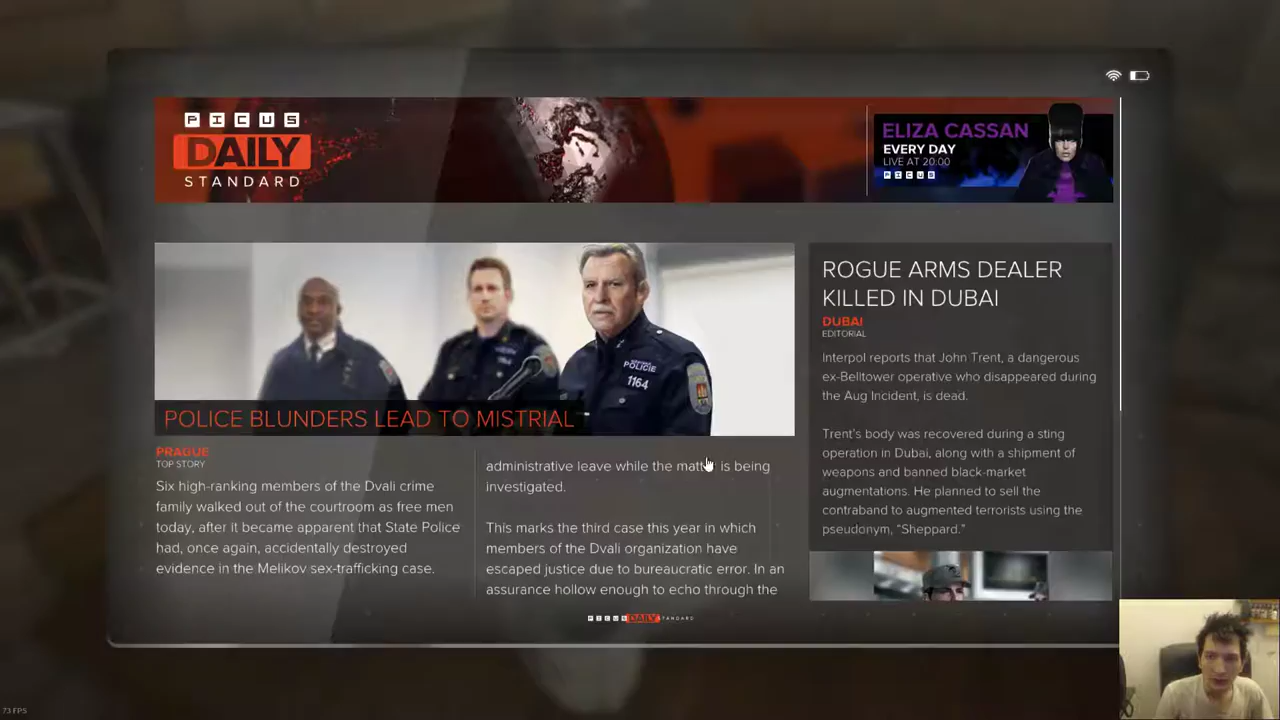 PICUS
DAILY
STANDARD
ELIZA CASSAN
EVERY DAY
LIVE AT 20:00
PICUS
POLICIE
1164
POLICE BLUNDERS LEAD TO MISTRIAL
PRAGUE
TOP STORY
Six high-ranking members of the Dvali crime
family walked out of the courtroom as free men
today, after it became apparent that State Police
had, once again, accidentally destroyed
evidence in the Melikov sex-trafficking case.
administrative leave while the is being
investigated.
This marks the third case this year in which
members of the Dvali organization have
escaped justice due to bureaucratic error. In an
assurance hollow enough to echo through the
ROGUE ARMS DEALER
KILLED IN DUBAI
DUBAI
EDITORIAL
Interpol reports that John Trent, a dangerous
ex-Belltower operative who disappeared during
the Aug Incident, is dead.
Trent's body was recovered during a sting
operation in Dubai, along with a shipment of
weapons and banned black-market
augmentations. He planned to sell the
contraband to augmented terrorists using the
pseudonym, “Sheppard.”
PICUS DAILY STANDARD
73 FPS